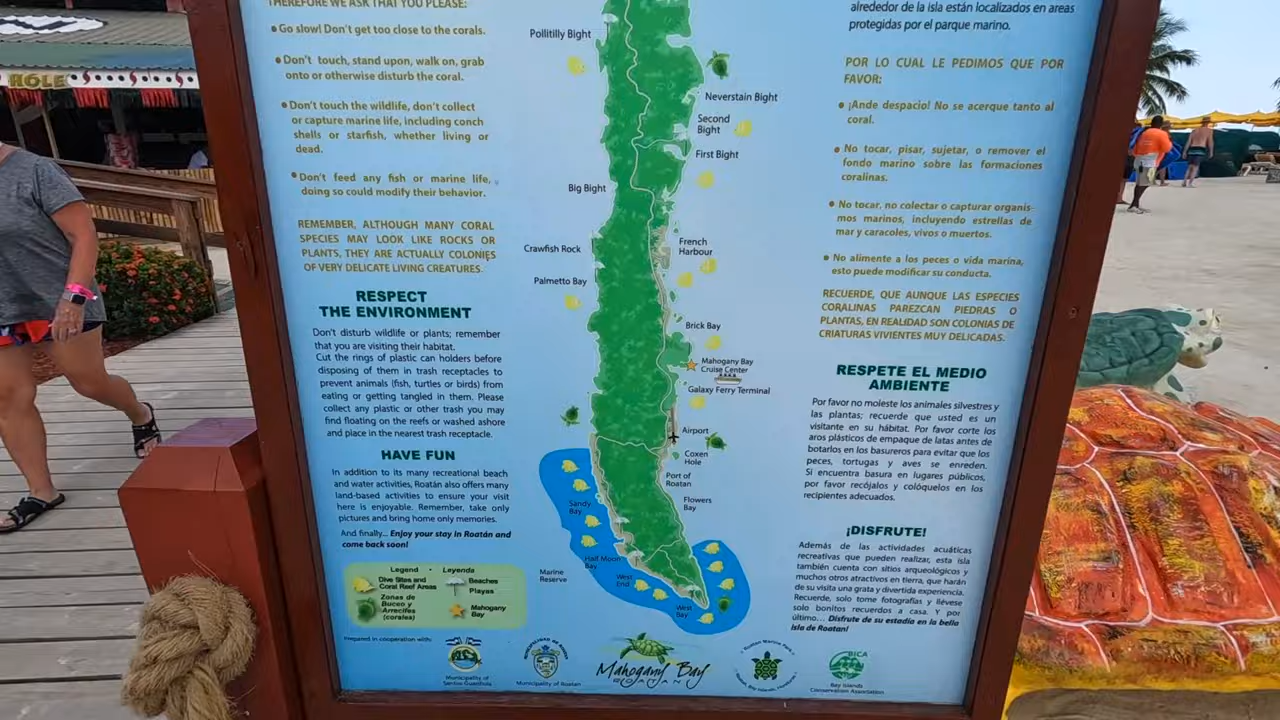 HOLE
THEREFORE WE ASK THAT YOU PLEASE:
• Go slow! Don't get too close to the corals.
• Don't touch, stand upon, walk on, grab
onto or otherwise disturb the coral.
• Don't touch the wildlife, don't collect
or capture marine life, including conch
shells or starfish, whether living or
dead.
• Don't feed any fish or marine life,
doing so could modify their behavior.
REMEMBER, ALTHOUGH MANY CORAL
SPECIES MAY LOOK LIKE ROCKS OR
PLANTS, THEY ARE ACTUALLY COLONIES
OF VERY DELICATE LIVING CREATURES.
RESPECT
THE ENVIRONMENT
Don't disturb wildlife or plants; remember
that you are visiting their habitat.
Cut the rings of plastic can holders before
disposing of them in trash receptacles to
prevent animals (fish, turtles or birds) from
eating or getting tangled in them. Please
collect any plastic or other trash you may
find floating on the reefs or washed ashore
and place in the nearest trash receptacle.
HAVE FUN
In addition to its many recreational beach
and water activities, Roatán also offers many
land-based activities to ensure your visit
here is enjoyable. Remember, take only
pictures and bring home only memories.
And finally... Enjoy your stay in Roatán and
come back soon!
Legend • Leyenda
Dive Sites and
Coral Reef Areas
Zonas de
Buceo y
Arrecifes
(corales)
Beaches
Playas
Mahogany
Bay
Pollitilly Bight
Neverstain Bight
Second
Bight
First Bight
Big Bight
French
Harbour
Crawfish Rock
Palmetto Bay
Brick Bay
Mahogany Bay
Cruise Center
Galaxy Ferry Terminal
Airport
Coxen
Hole
Port of
Roatan
Flowers
Bay
Sandy
Bay
Half Moon
Bay
Marine
Reserve
West
End
West
Bay
alrededor de la isla están localizados en areas
protegidas por el parque marino.
POR LO CUAL LE PEDIMOS QUE POR
FAVOR:
• ¡Ande despacio! No se acerque tanto al
coral.
• No tocar, pisar, sujetar, o remover el
fondo marino sobre las formaciones
coralinas.
• No tocar, no colectar o capturar organis-
mos marinos, incluyendo estrellas de
mar y caracoles, vivos o muertos.
• No alimente a los peces o vida marina,
esto puede modificar su conducta.
RECUERDE, QUE AUNQUE LAS ESPECIES
CORALINAS PAREZCAN PIEDRAS O
PLANTAS, EN REALIDAD SON COLONIAS DE
CRIATURAS VIVIENTES MUY DELICADAS.
RESPETE EL MEDIO
AMBIENTE
Por favor no moleste los animales silvestres y
las plantas; recuerde que usted es un
visitante en su hábitat. Por favor corte los
aros plásticos de empaque de latas antes de
botarlos en los basureros para evitar que los
peces, tortugas y aves se enreden.
Si encuentra basura en lugares públicos,
por favor recójalos y colóquelos en los
recipientes adecuados.
¡DISFRUTE!
Además de las actividades acuáticas
recreativas que pueden realizar, esta isla
también cuenta con sitios arqueológicos y
muchos otros atractivos en tierra, que harán
de su visita una grata y divertida experiencia.
Recuerde, solo tome fotografías y llévese
solo bonitos recuerdos a casa. Y por
último... Disfrute de su estadía en la bella
Isla de Roatan!
Prepared in cooperation with:
Municipality of
Santos Guardiola
Municipality of Roatan
Mahogany Bay
ROATAN
Roatan Marine Park
BICA
Bay Islands
Conservation Association